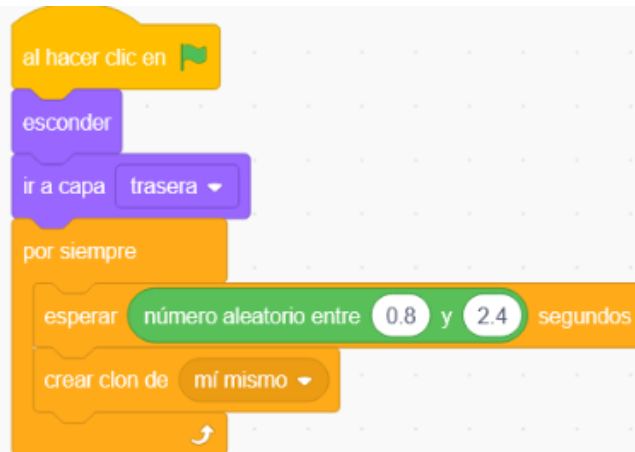 al hacer clic en
esconder
ir a capa trasera
por siempre
esperar número aleatorio entre 0.8 y 2.4 segundos
crear clon de mí mismo